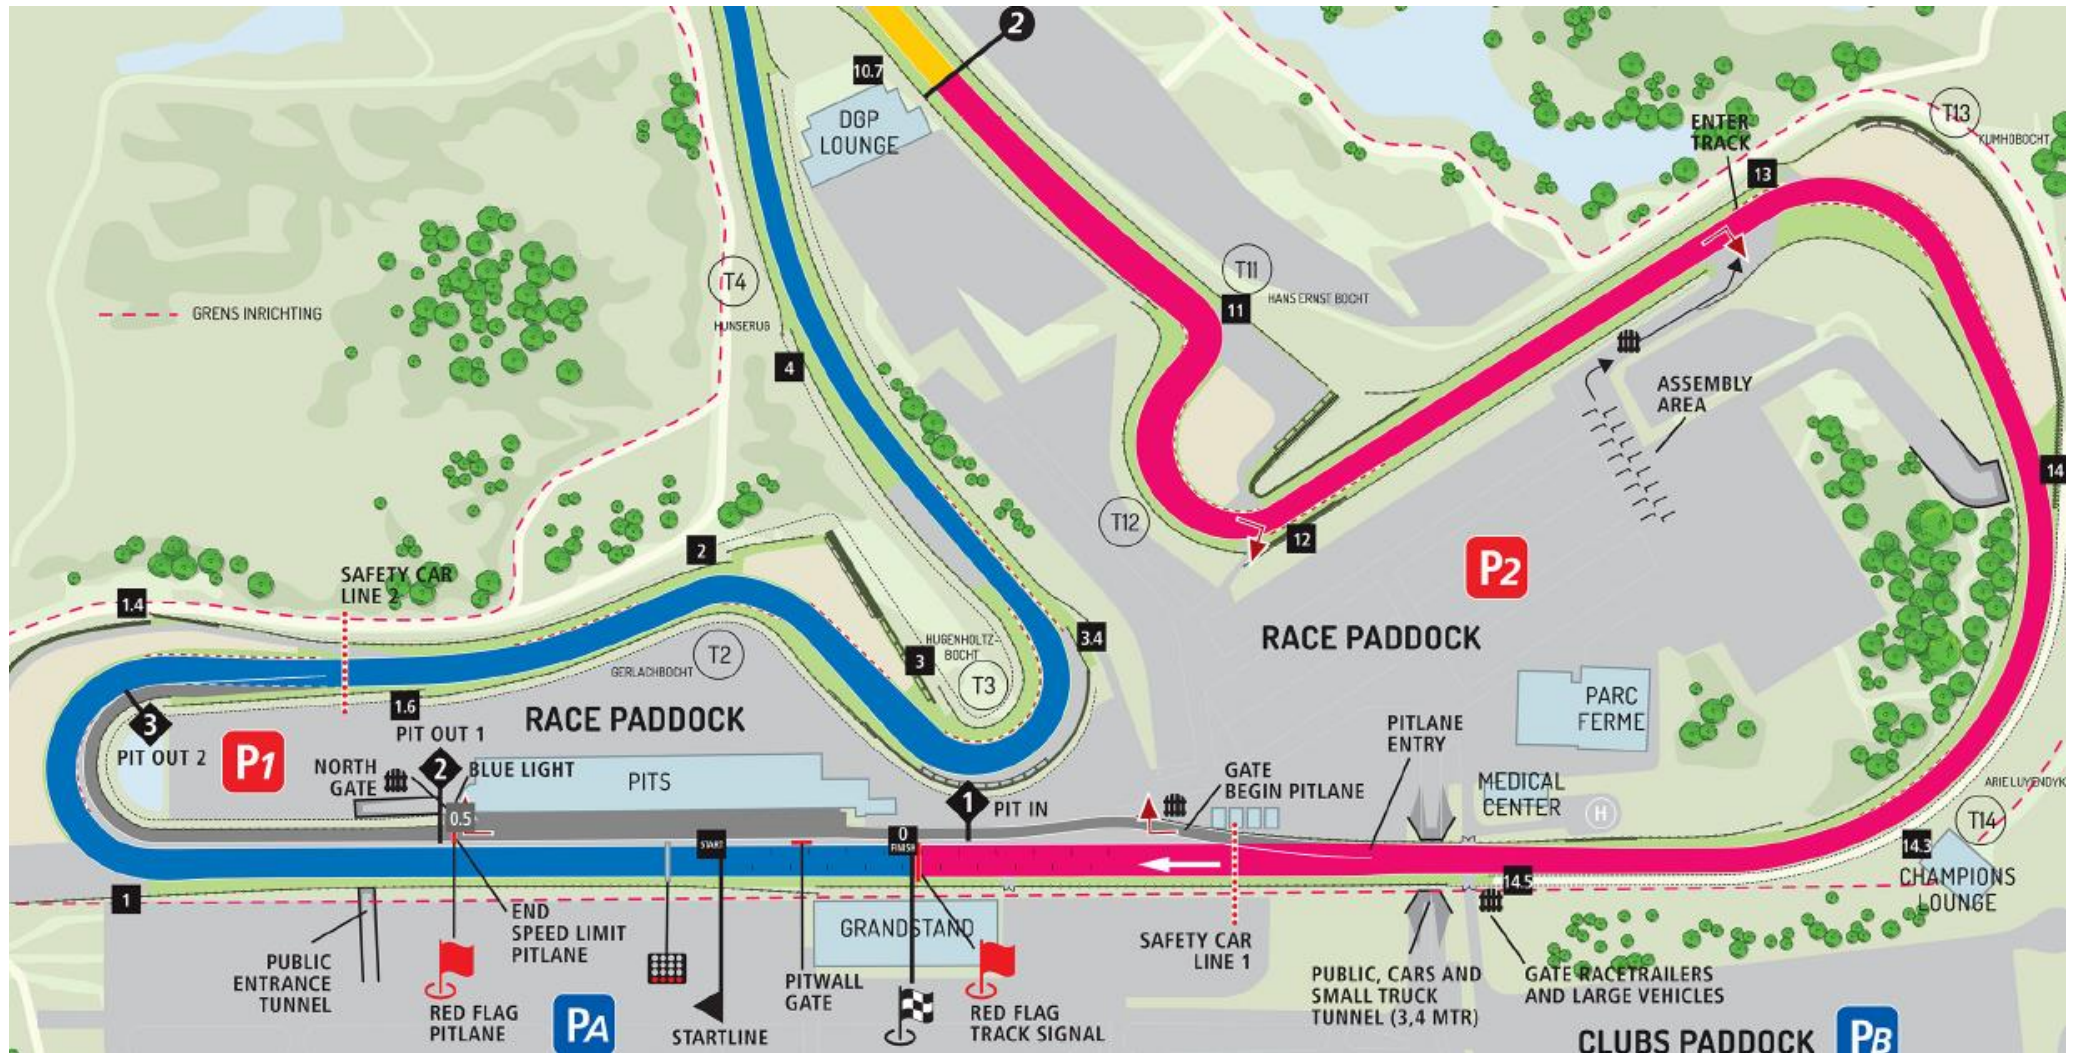 2
10.7
DGP
LOUNGE
ENTER
TRACK
T13
KUMHOBOCHT
13
T11
HANS ERNST BOCHT
11
T4
HUNSERUG
GRENS INRICHTING
4
ASSEMBLY
AREA
14
T12
12
P2
2
SAFETY CAR
LINE 2
1.4
RACE PADDOCK
3.4
HUGENHOLTZ-
BOCHT
3
T3
T2
GERLACHBOCHT
1.6
RACE PADDOCK
PARC
FERME
3
PIT OUT 2
P1
PIT OUT 1
2
BLUE LIGHT
NORTH
GATE
PITS
PITLANE
ENTRY
GATE
BEGIN PITLANE
MEDICAL
CENTER
H
ARIE LUYENDYK
T14
1
PIT IN
0.5
START
0
FINISH
14.3
CHAMPIONS
LOUNGE
14.5
1
END
SPEED LIMIT
PITLANE
GRANDSTAND
SAFETY CAR
LINE 1
PUBLIC
ENTRANCE
TUNNEL
RED FLAG
PITLANE
PA
STARTLINE
PITWALL
GATE
RED FLAG
TRACK SIGNAL
PUBLIC, CARS AND
SMALL TRUCK
TUNNEL (3,4 MTR)
GATE RACETRAILERS
AND LARGE VEHICLES
CLUBS PADDOCK
PB